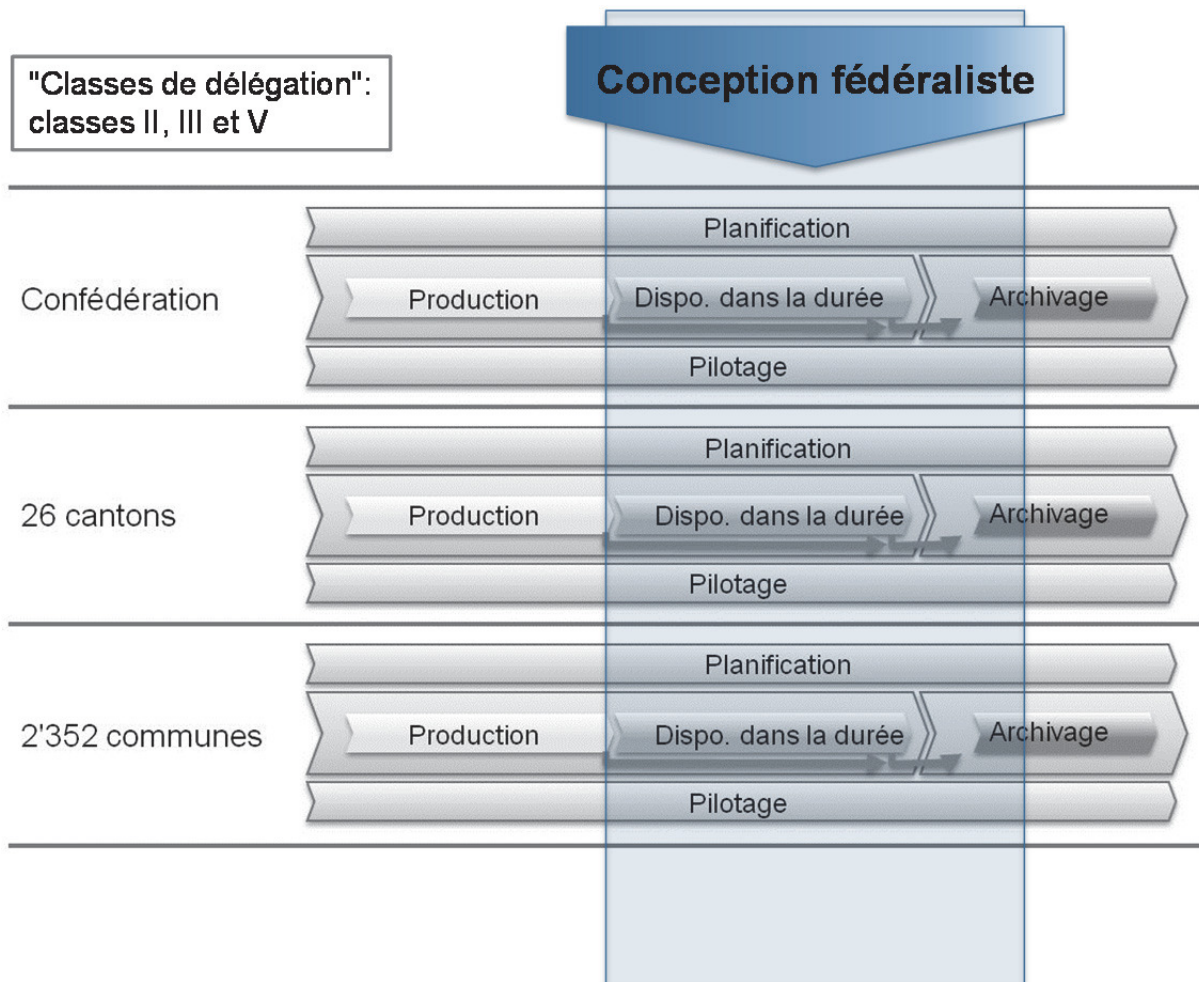 "Classes de délégation":
classes II, III et V
Conception fédéraliste
Confédération
Planification
Production
Dispo. dans la durée
Archivage
Pilotage
26 cantons
Planification
Production
Dispo. dans la durée
Archivage
Pilotage
2'352 communes
Planification
Production
Dispo. dans la durée
Archivage
Pilotage